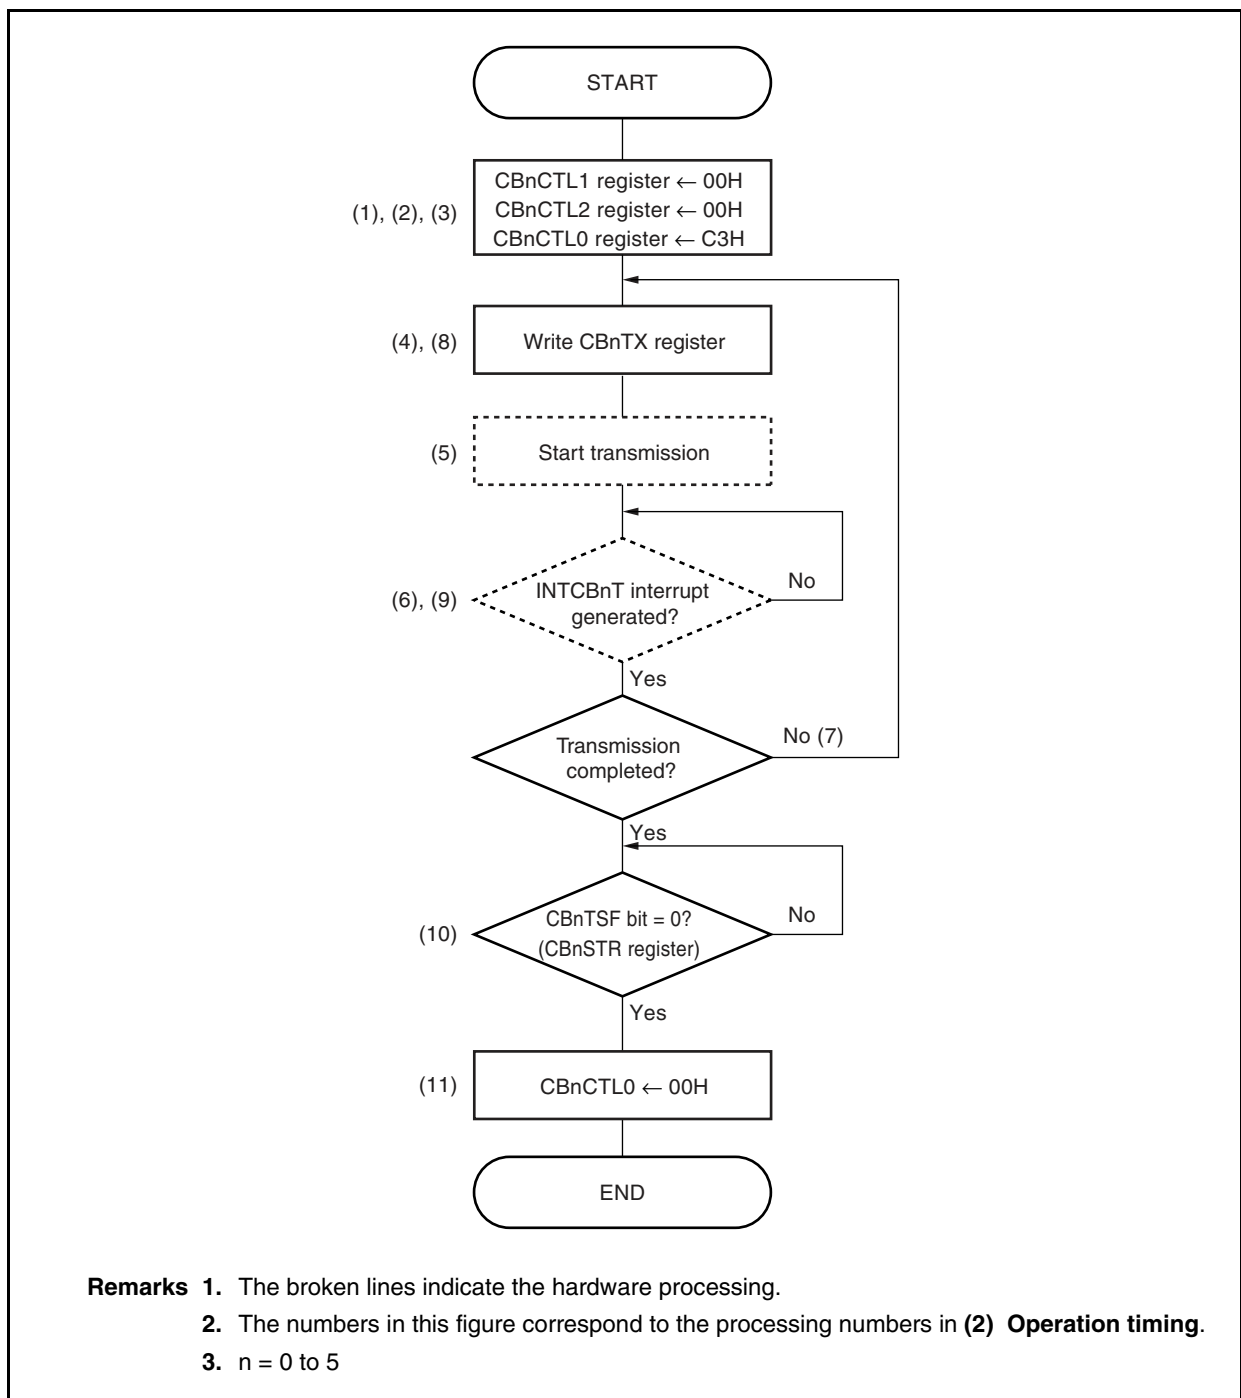 START
CBnCTL1 register ← 00H
CBnCTL2 register ← 00H
(1), (2), (3)
CBnCTL0 register ← C3H
(4), (8)
Write CBnTX register
(5)
Start transmission
No
INTCBnT interrupt
(6), (9)
generated?
Yes
No (7)
Transmission
completed?
Yes
No
CBnTSF bit = 0?
(10)
(CBnSTR register)
Yes
(11)
CBnCTL0 ← 00H
END
Remarks 1. The broken lines indicate the hardware processing.
2. The numbers in this figure correspond to the processing numbers in (2) Operation timing.
3. n = 0 to 5